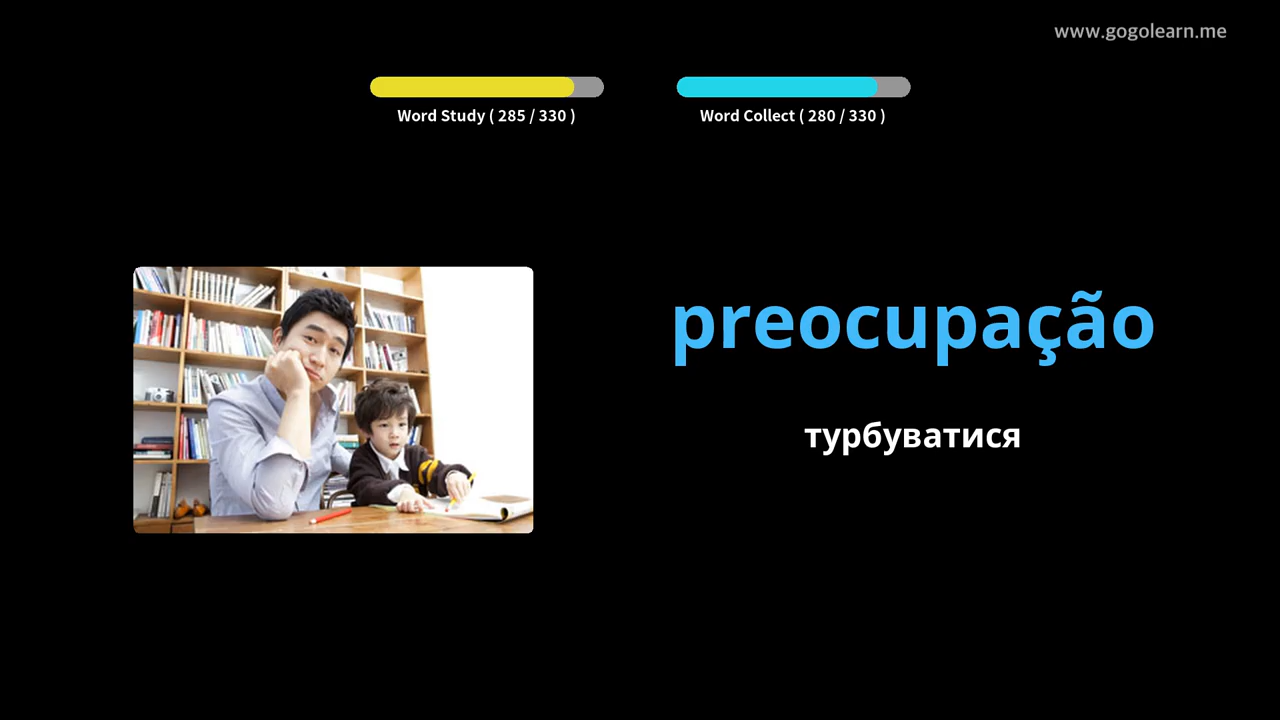 www.gogolearn.me
Word Study ( 285 / 330 )
Word Collect ( 280 / 330 )
preocupação
турбуватися